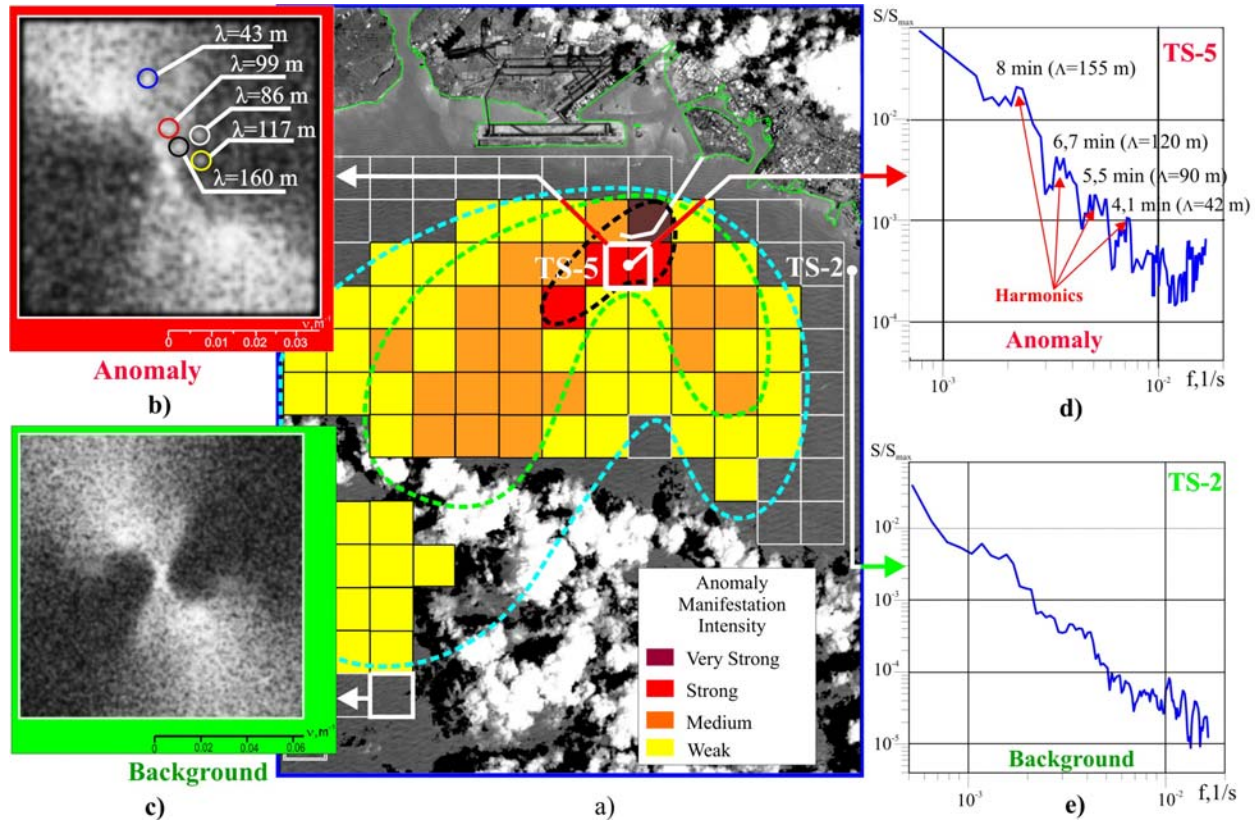 λ=43 m
λ=99 m
λ=86 m
λ=117 m
λ=160 m
0 0.01 0.02 0.03 ν,m⁻¹
Anomaly
b)
0 0.02 0.04 0.06 ν,m⁻¹
Background
c)
TS-5
TS-2
Anomaly
Manifestation
Intensity
Very Strong
Strong
Medium
Weak
a)
S/Smax
TS-5
8 min (Λ=155 m)
10⁻²
6,7 min (Λ=120 m)
5,5 min (Λ=90 m)
4,1 min (Λ=42 m)
10⁻³
Harmonics
10⁻⁴
Anomaly
10⁻³ 10⁻² f,1/s
d)
S/Smax
TS-2
10⁻²
10⁻³
10⁻⁴
10⁻⁵
Background
10⁻³ 10⁻² f,1/s
e)